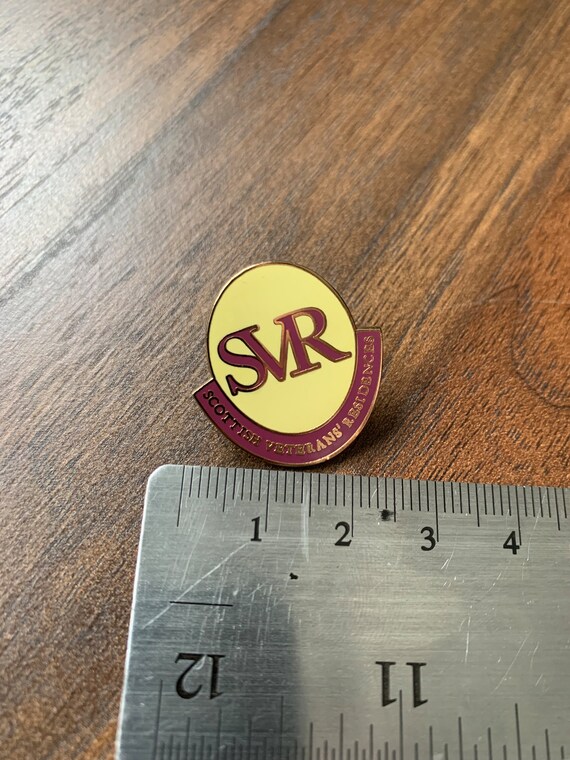 SVR
SCOTTISH VETERANS' RESIDENCES
1 2 3 4
12 11